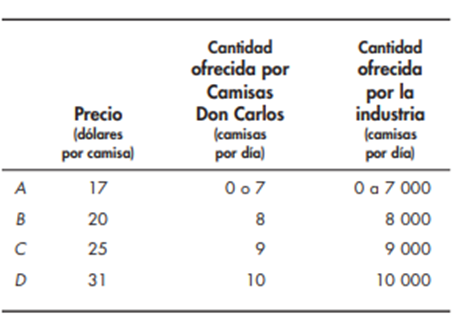 Precio
(dólares
por camisa)
Cantidad
ofrecida por
Camisas
Don Carlos
(camisas
por día)
Cantidad
ofrecida
por la
industria
(camisas
por día)
A 17 0 o 7 0 a 7 000
B 20 8 8 000
C 25 9 9 000
D 31 10 10 000